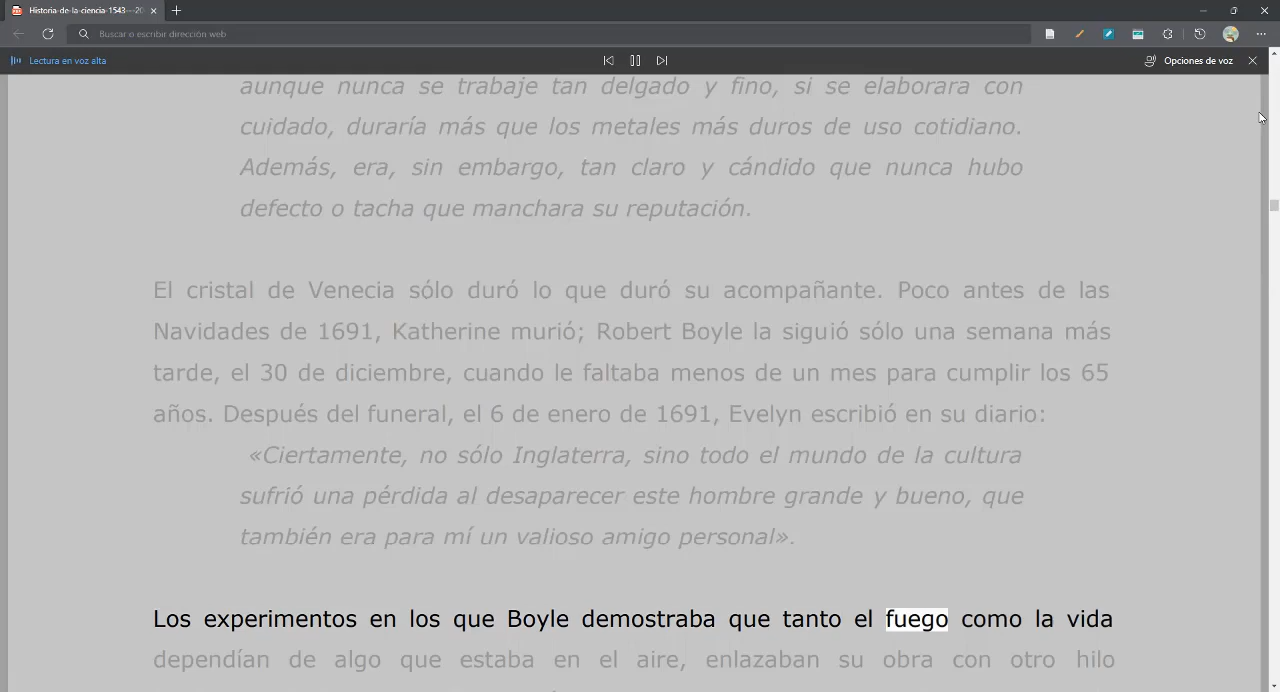 Historia-de-la-ciencia-1543---20
Buscar o escribir dirección web
Lectura en voz alta
Opciones de voz
aunque nunca se trabaje tan delgado y fino, si se elaborara con
cuidado, duraría más que los metales más duros de uso cotidiano.
Además, era, sin embargo, tan claro y cándido que nunca hubo
defecto o tacha que manchara su reputación.
El cristal de Venecia sólo duró lo que duró su acompañante. Poco antes de las
Navidades de 1691, Katherine murió; Robert Boyle la siguió sólo una semana más
tarde, el 30 de diciembre, cuando le faltaba menos de un mes para cumplir los 65
años. Después del funeral, el 6 de enero de 1691, Evelyn escribió en su diario:
«Ciertamente, no sólo Inglaterra, sino todo el mundo de la cultura
sufrió una pérdida al desaparecer este hombre grande y bueno, que
también era para mí un valioso amigo personal».
Los experimentos en los que Boyle demostraba que tanto el fuego como la vida
dependían de algo que estaba en el aire, enlazaban su obra con otro hilo